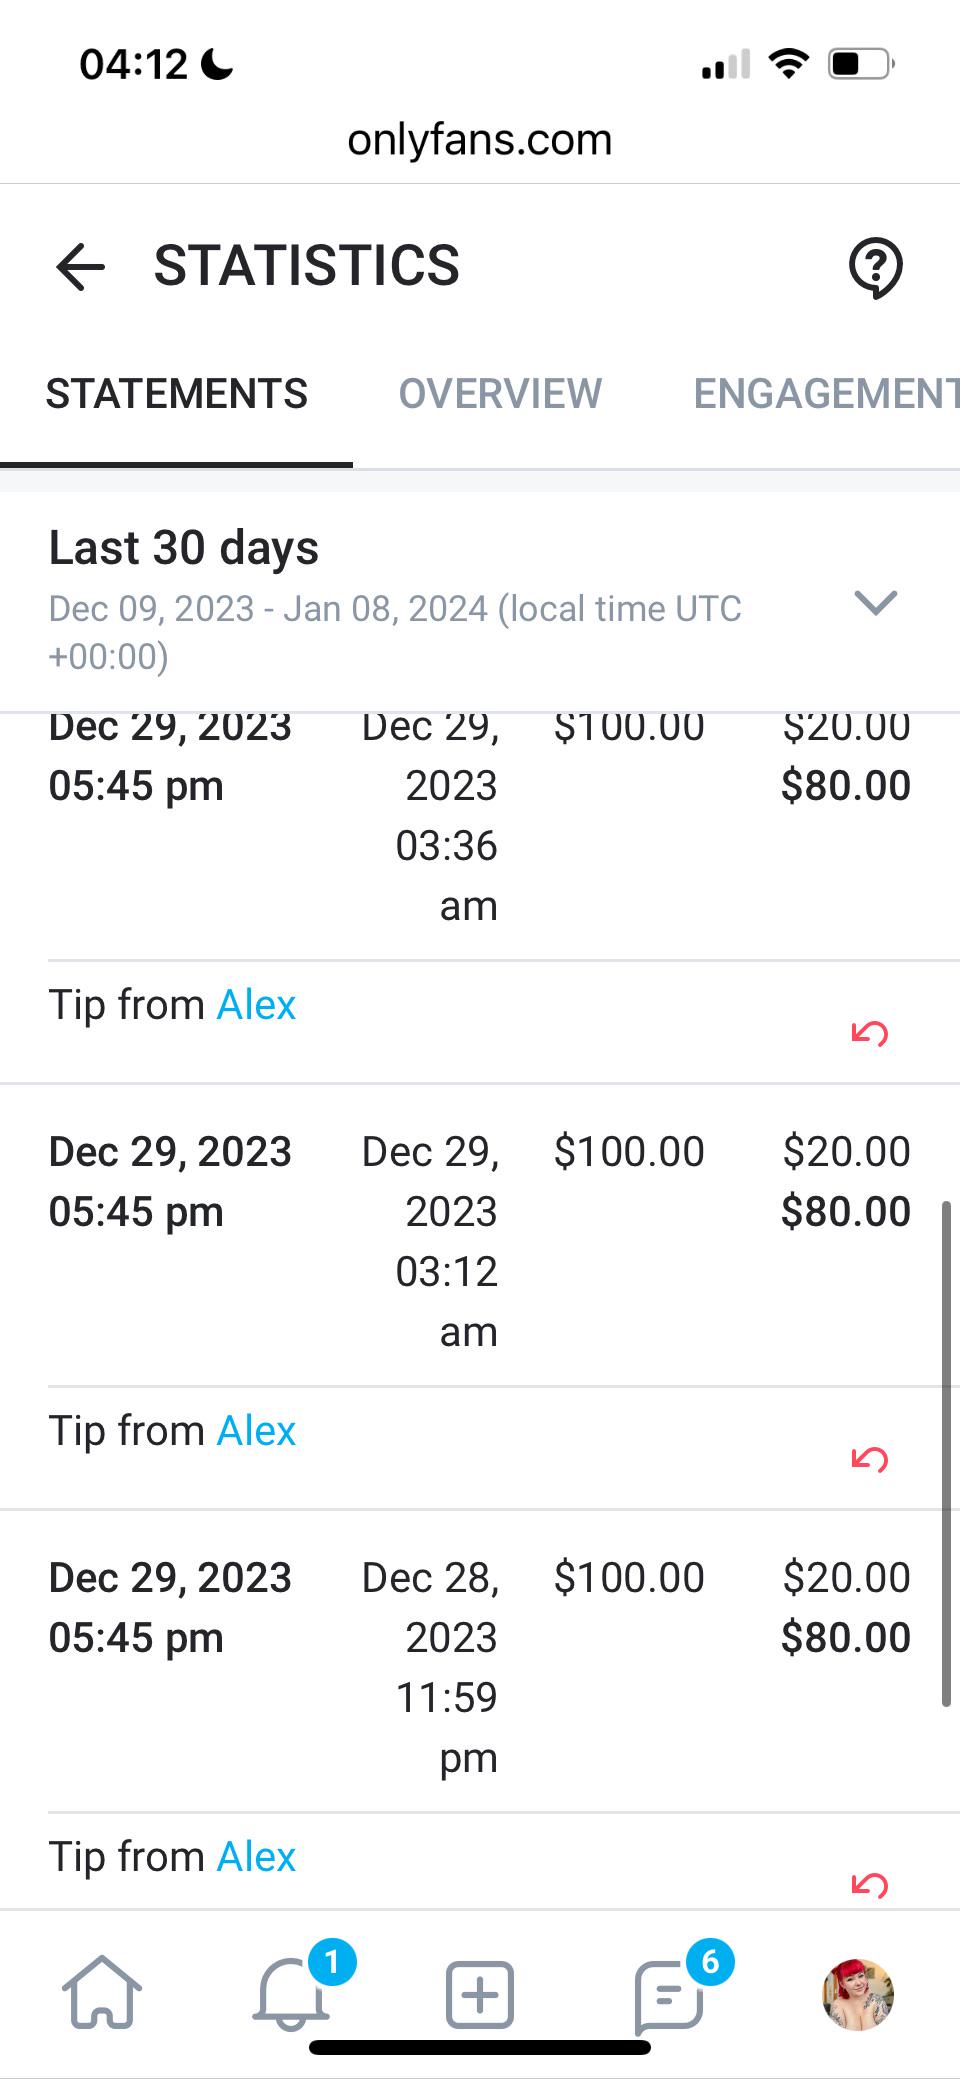 04:12
onlyfans.com
STATISTICS
STATEMENTS OVERVIEW ENGAGEMENT
Last 30 days
Dec 09, 2023 - Jan 08, 2024 (local time UTC
+00:00)
Dec 29, 2023 Dec 29, $100.00 $20.00
05:45 pm 2023 $80.00
03:36
am
Tip from Alex
Dec 29, 2023 Dec 29, $100.00 $20.00
05:45 pm 2023 $80.00
03:12
am
Tip from Alex
Dec 29, 2023 Dec 28, $100.00 $20.00
05:45 pm 2023 $80.00
11:59
pm
Tip from Alex
1 6